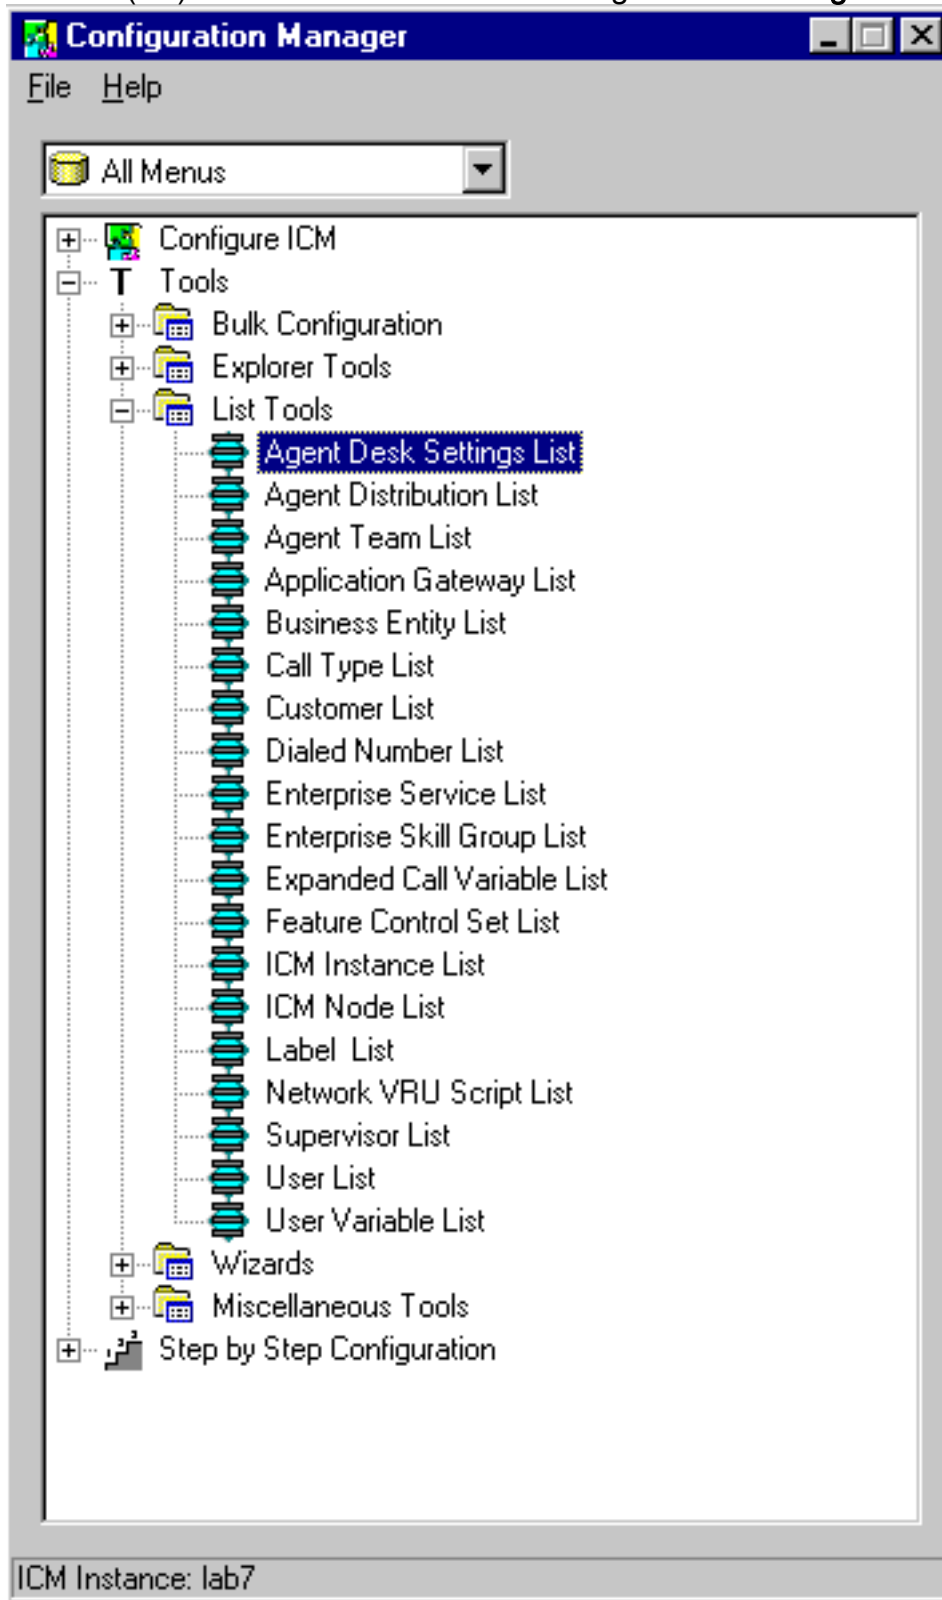 Configuration Manager
File Help
All Menus
Configure ICM
T Tools
Bulk Configuration
Explorer Tools
List Tools
Agent Desk Settings List
Agent Distribution List
Agent Team List
Application Gateway List
Business Entity List
Call Type List
Customer List
Dialed Number List
Enterprise Service List
Enterprise Skill Group List
Expanded Call Variable List
Feature Control Set List
ICM Instance List
ICM Node List
Label List
Network VRU Script List
Supervisor List
User List
User Variable List
Wizards
Miscellaneous Tools
Step by Step Configuration
ICM Instance: lab7